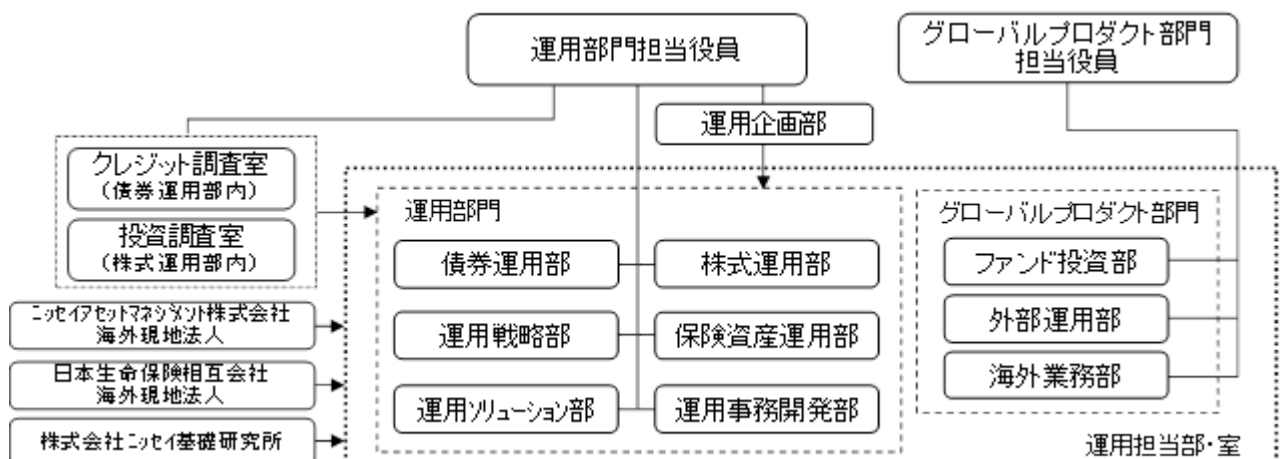 運用部門担当役員
グローバルプロダクト部門
担当役員
運用企画部
クレジット調査室
（債券運用部内）
投資調査室
（株式運用部内）
運用部門
債券運用部
株式運用部
運用戦略部
保険資産運用部
運用ソリューション部
運用事務開発部
グローバルプロダクト部門
ファンド投資部
外部運用部
海外業務部
ニッセイアセットマネジメント株式会社
海外現地法人
日本生命保険相互会社
海外現地法人
株式会社ニッセイ基礎研究所
運用担当部・室